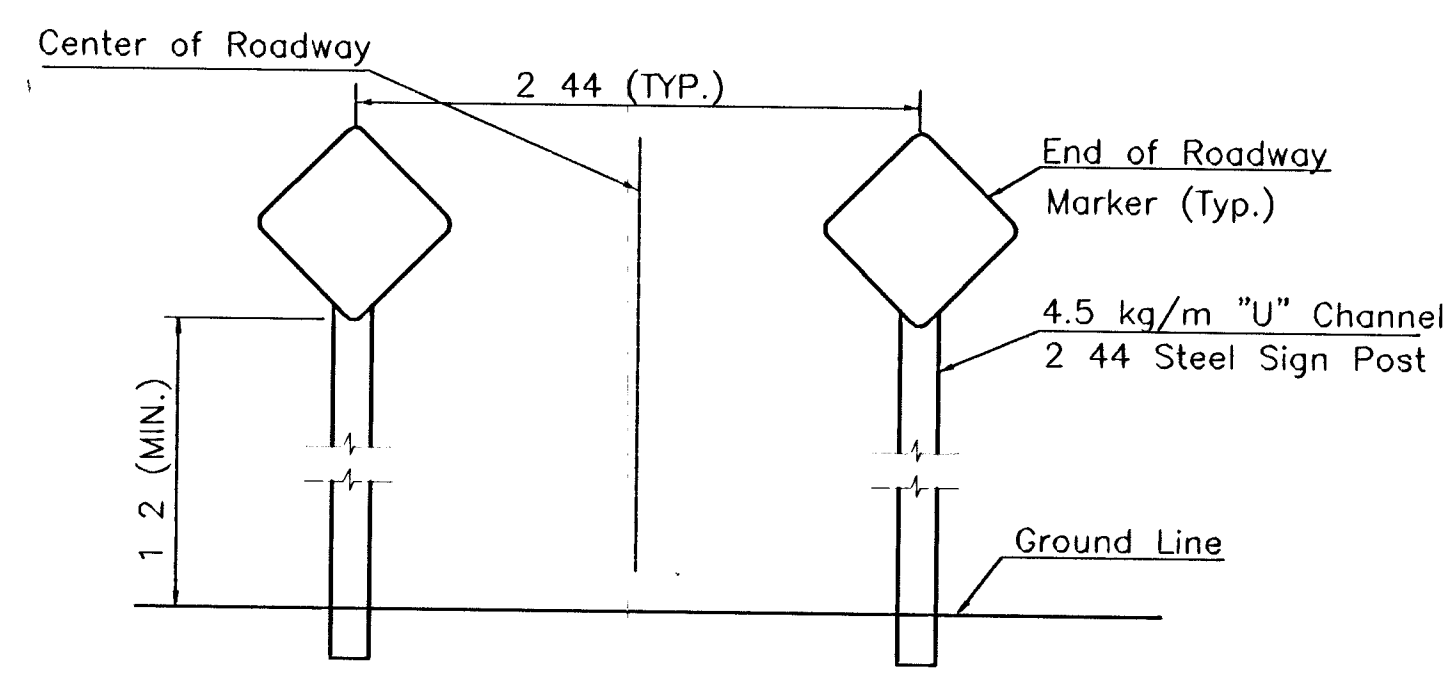 Center of Roadway
2 44 (TYP.)
End of Roadway
Marker (Typ.)
4.5 kg/m "U" Channel
2 44 Steel Sign Post
1 2 (MIN.)
Ground Line